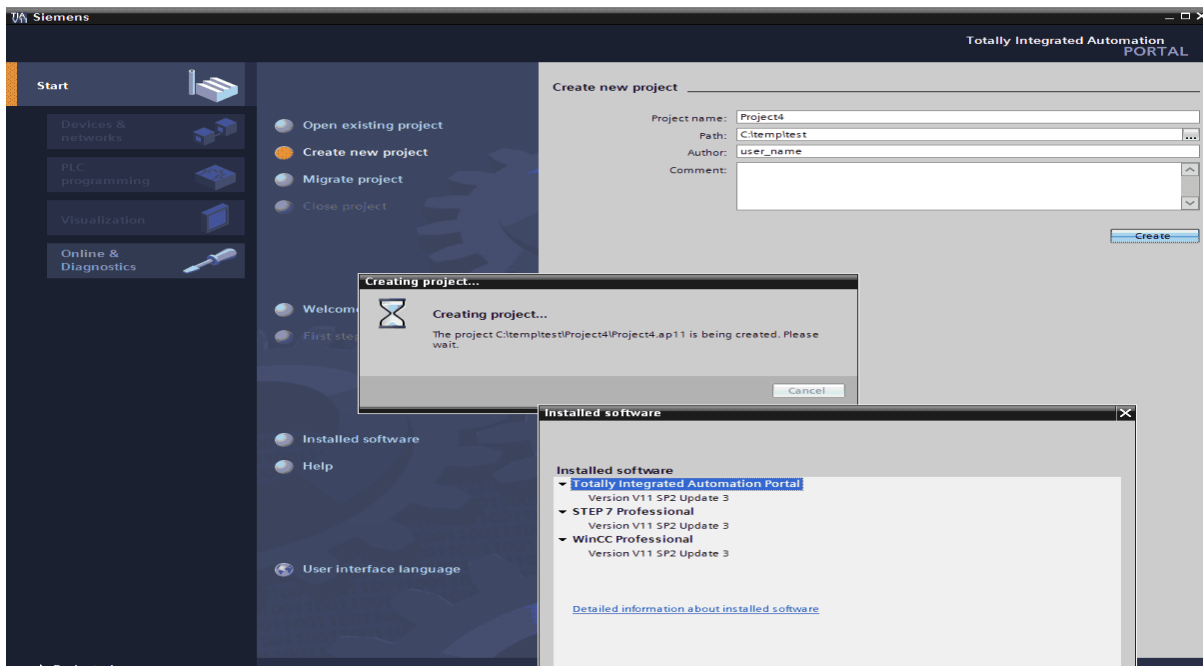 Siemens
Totally Integrated Automation
PORTAL
Start
Devices &
networks
PLC
programming
Visualization
Online &
Diagnostics
Open existing project
Create new project
Migrate project
Close project
Welcom
First ste
Installed software
Help
User interface language
Create new project
Project name: Project4
Path: C:\temp\test
...
Author: user_name
Comment:
Create
Creating project...
Creating project...
The project C:\temp\test\Project4\Project4.ap11 is being created. Please
wait.
Cancel
Installed software
Installed software
Totally Integrated Automation Portal
Version V11 SP2 Update 3
STEP 7 Professional
Version V11 SP2 Update 3
WinCC Professional
Version V11 SP2 Update 3
Detailed information about installed software